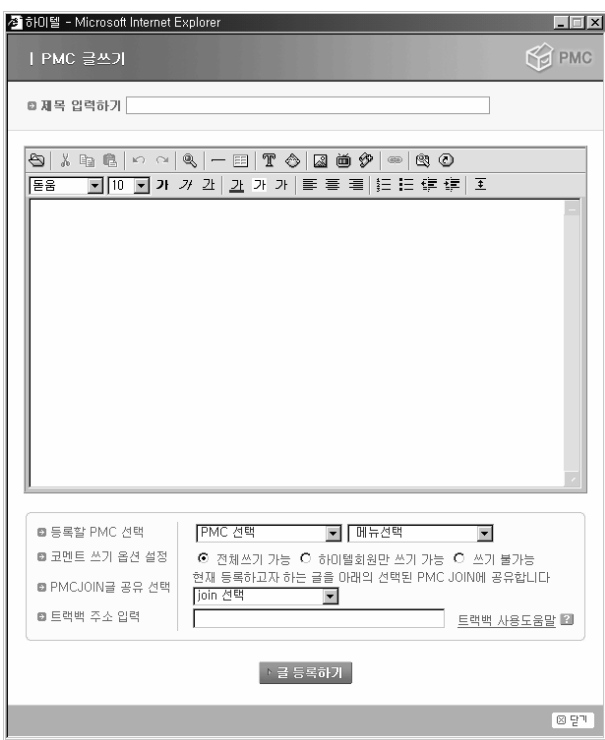 하이텔 - Microsoft Internet Explorer
PMC 글쓰기
PMC
제목 입력하기
돋움 10 가 가 가 가 가 가
등록할 PMC 선택 PMC 선택 메뉴선택
코멘트 쓰기 옵션 설정 전체쓰기 가능 하이텔회원만 쓰기 가능 쓰기 불가능
현재 등록하고자 하는 글을 아래의 선택된 PMC JOIN에 공유합니다
PMCJOIN글 공유 선택 join 선택
트랙백 주소 입력 트랙백 사용도움말 ?
글 등록하기
닫기